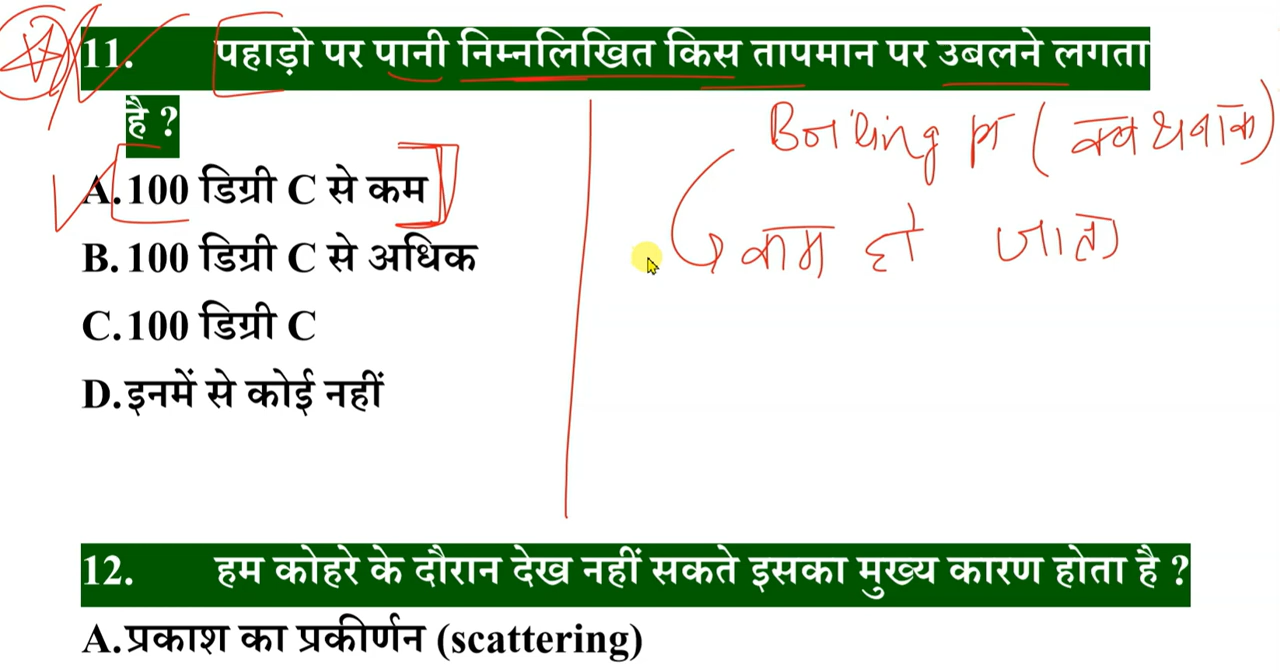 11. पहाड़ो पर पानी निम्नलिखित किस तापमान पर उबलने लगता
है ?
Boiling pt (क्वथनांक)
A. 100 डिग्री C से कम
कम हो जाता
B. 100 डिग्री C से अधिक
C. 100 डिग्री C
D. इनमें से कोई नहीं
12. हम कोहरे के दौरान देख नहीं सकते इसका मुख्य कारण होता है ?
A. प्रकाश का प्रकीर्णन (scattering)